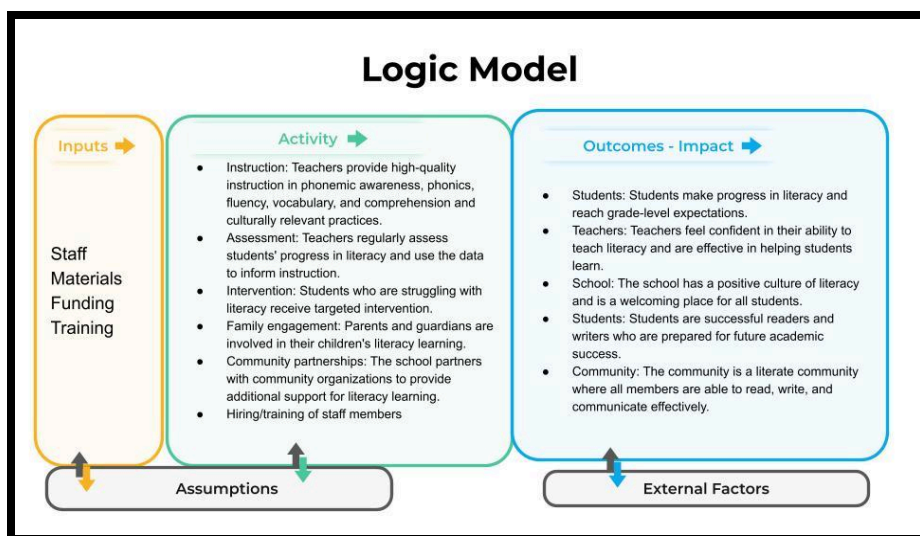 Logic Model
Inputs
Staff
Materials
Funding
Training
Activity
● Instruction: Teachers provide high-quality
instruction in phonemic awareness, phonics,
fluency, vocabulary, and comprehension and
culturally relevant practices.
● Assessment: Teachers regularly assess
students' progress in literacy and use the data
to inform instruction.
● Intervention: Students who are struggling with
literacy receive targeted intervention.
● Family engagement: Parents and guardians are
involved in their children's literacy learning.
● Community partnerships: The school partners
with community organizations to provide
additional support for literacy learning.
● Hiring/training of staff members
Outcomes - Impact
● Students: Students make progress in literacy and
reach grade-level expectations.
● Teachers: Teachers feel confident in their ability to
teach literacy and are effective in helping students
learn.
● School: The school has a positive culture of literacy
and is a welcoming place for all students.
● Students: Students are successful readers and
writers who are prepared for future academic
success.
● Community: The community is a literate community
where all members are able to read, write, and
communicate effectively.
Assumptions
External Factors